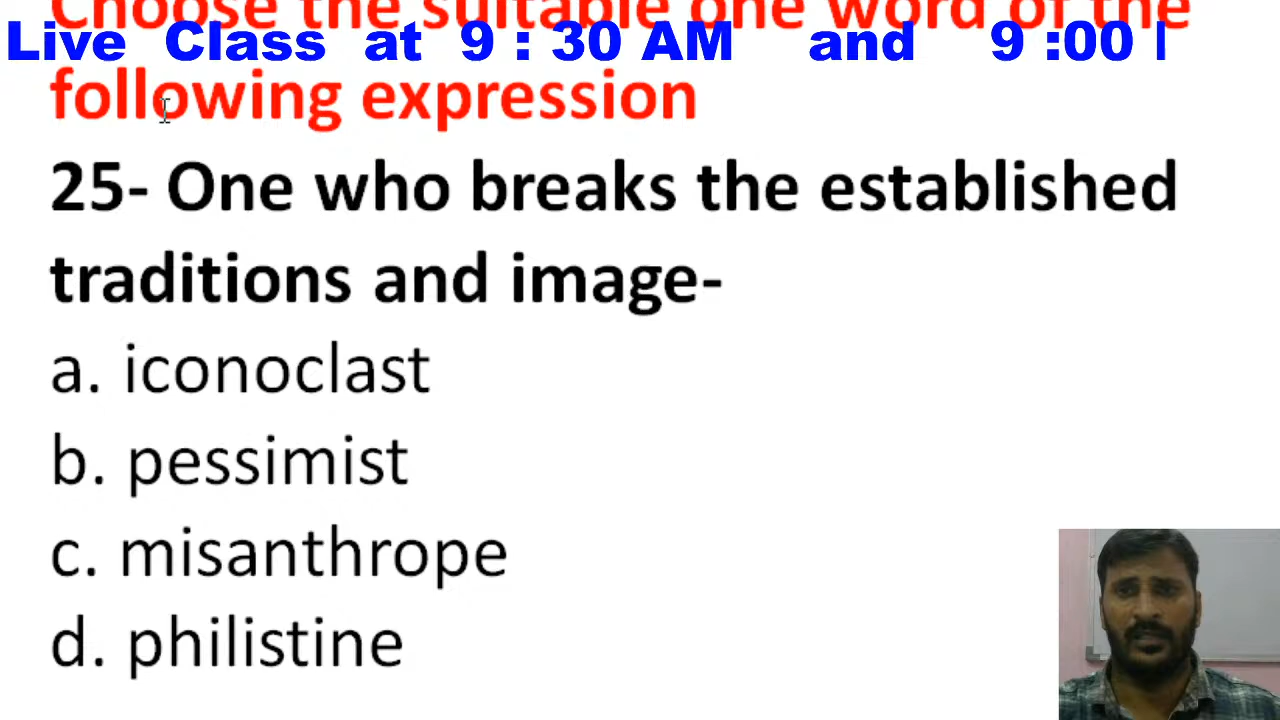 Choose the suitable one word of the
Live Class at 9 : 30 AM and 9 :00
following expression
25- One who breaks the established
traditions and image-
a. iconoclast
b. pessimist
c. misanthrope
d. philistine